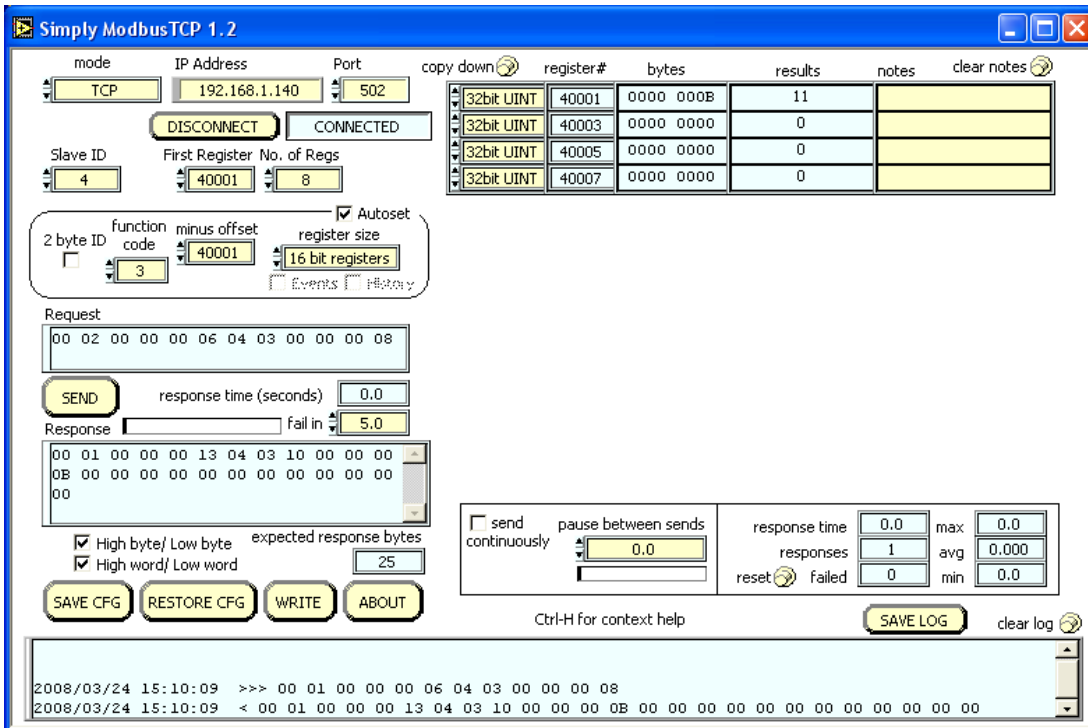 Simply ModbusTCP 1.2
mode IP Address Port
TCP 192.168.1.140 502
DISCONNECT CONNECTED
Slave ID First Register No. of Regs
4 40001 8
Autoset
2 byte ID function code minus offset register size
3 40001 16 bit registers
Events History
Request
00 02 00 00 00 06 04 03 00 00 00 08
SEND response time (seconds) 0.0
Response fail in 5.0
00 01 00 00 00 13 04 03 10 00 00 00
0B 00 00 00 00 00 00 00 00 00 00 00
00
High byte/ Low byte expected response bytes
High word/ Low word 25
SAVE CFG RESTORE CFG WRITE ABOUT
copy down register# bytes results notes clear notes
32bit UINT 40001 0000 000B 11
32bit UINT 40003 0000 0000 0
32bit UINT 40005 0000 0000 0
32bit UINT 40007 0000 0000 0
send continuously pause between sends
0.0
response time 0.0 max 0.0
responses 1 avg 0.000
reset failed 0 min 0.0
Ctrl-H for context help SAVE LOG clear log
2008/03/24 15:10:09 >>> 00 01 00 00 00 06 04 03 00 00 00 08
2008/03/24 15:10:09 < 00 01 00 00 00 13 04 03 10 00 00 00 0B 00 00 00 00 00 00 00 00 00 00 00 00